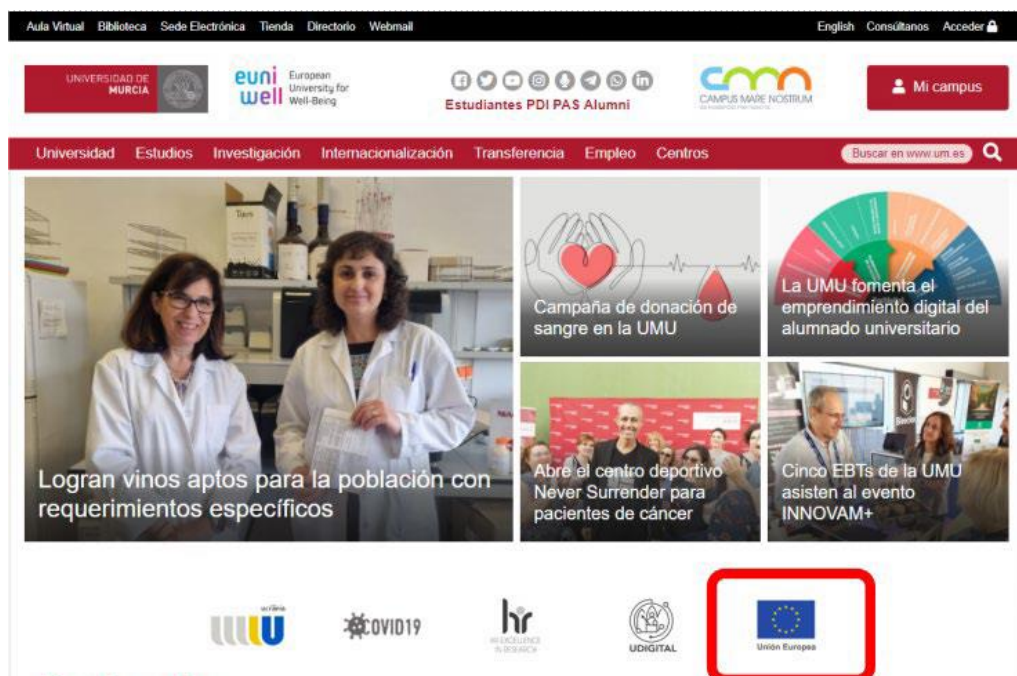 Aula Virtual Biblioteca Sede Electrónica Tienda Directorio Webmail
English Consúltanos Acceder
UNIVERSIDAD DE
MURCIA
euni
well
European
University for
Well-Being
Estudiantes PDI PAS Alumni
CAMPUS MARE NOSTRUM
Mi campus
Universidad Estudios Investigación Internacionalización Transferencia Empleo Centros
Buscar en www.um.es
Logran vinos aptos para la población con
requerimientos específicos
Campaña de donación de
sangre en la UMU
La UMU fomenta el
emprendimiento digital del
alumnado universitario
Abre el centro deportivo
Never Surrender para
pacientes de cáncer
Cinco EBTs de la UMU
asisten al evento
INNOVAM+
COVID19
hr
HR EXCELLENCE
IN RESEARCH
UDIGITAL
Unión Europea